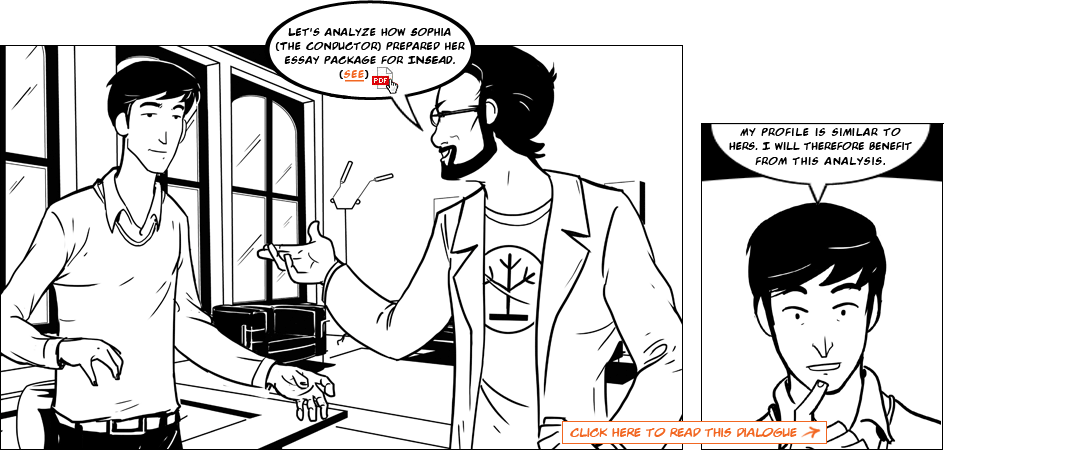 LET'S ANALYZE HOW SOPHIA
(THE CONDUCTOR) PREPARED HER
ESSAY PACKAGE FOR INSEAD.
(SEE) PDF
MY PROFILE IS SIMILAR TO
HERS. I WILL THEREFORE BENEFIT
FROM THIS ANALYSIS.
CLICK HERE TO READ THIS DIALOGUE